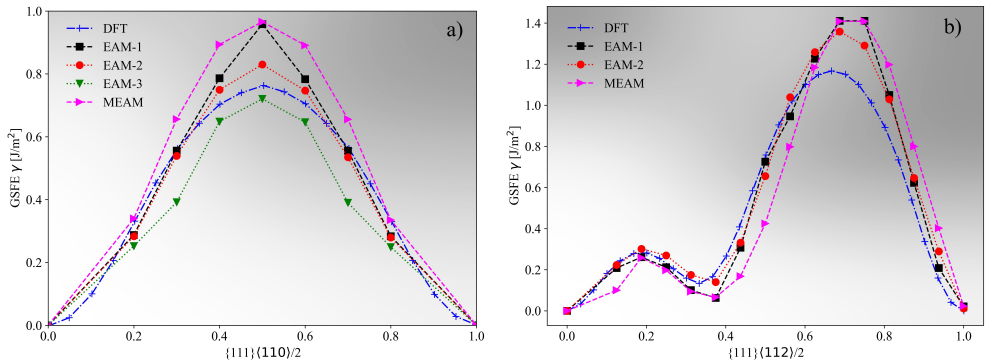 a)
DFT
EAM-1
EAM-2
EAM-3
MEAM
GSFE γ [J/m²]
1.0
0.8
0.6
0.4
0.2
0.0
0.0 0.2 0.4 0.6 0.8 1.0
{111}⟨110⟩/2
b)
DFT
EAM-1
EAM-2
MEAM
GSFE γ [J/m²]
1.4
1.2
1.0
0.8
0.6
0.4
0.2
0.0
0.0 0.2 0.4 0.6 0.8 1.0
{111}⟨112⟩/2